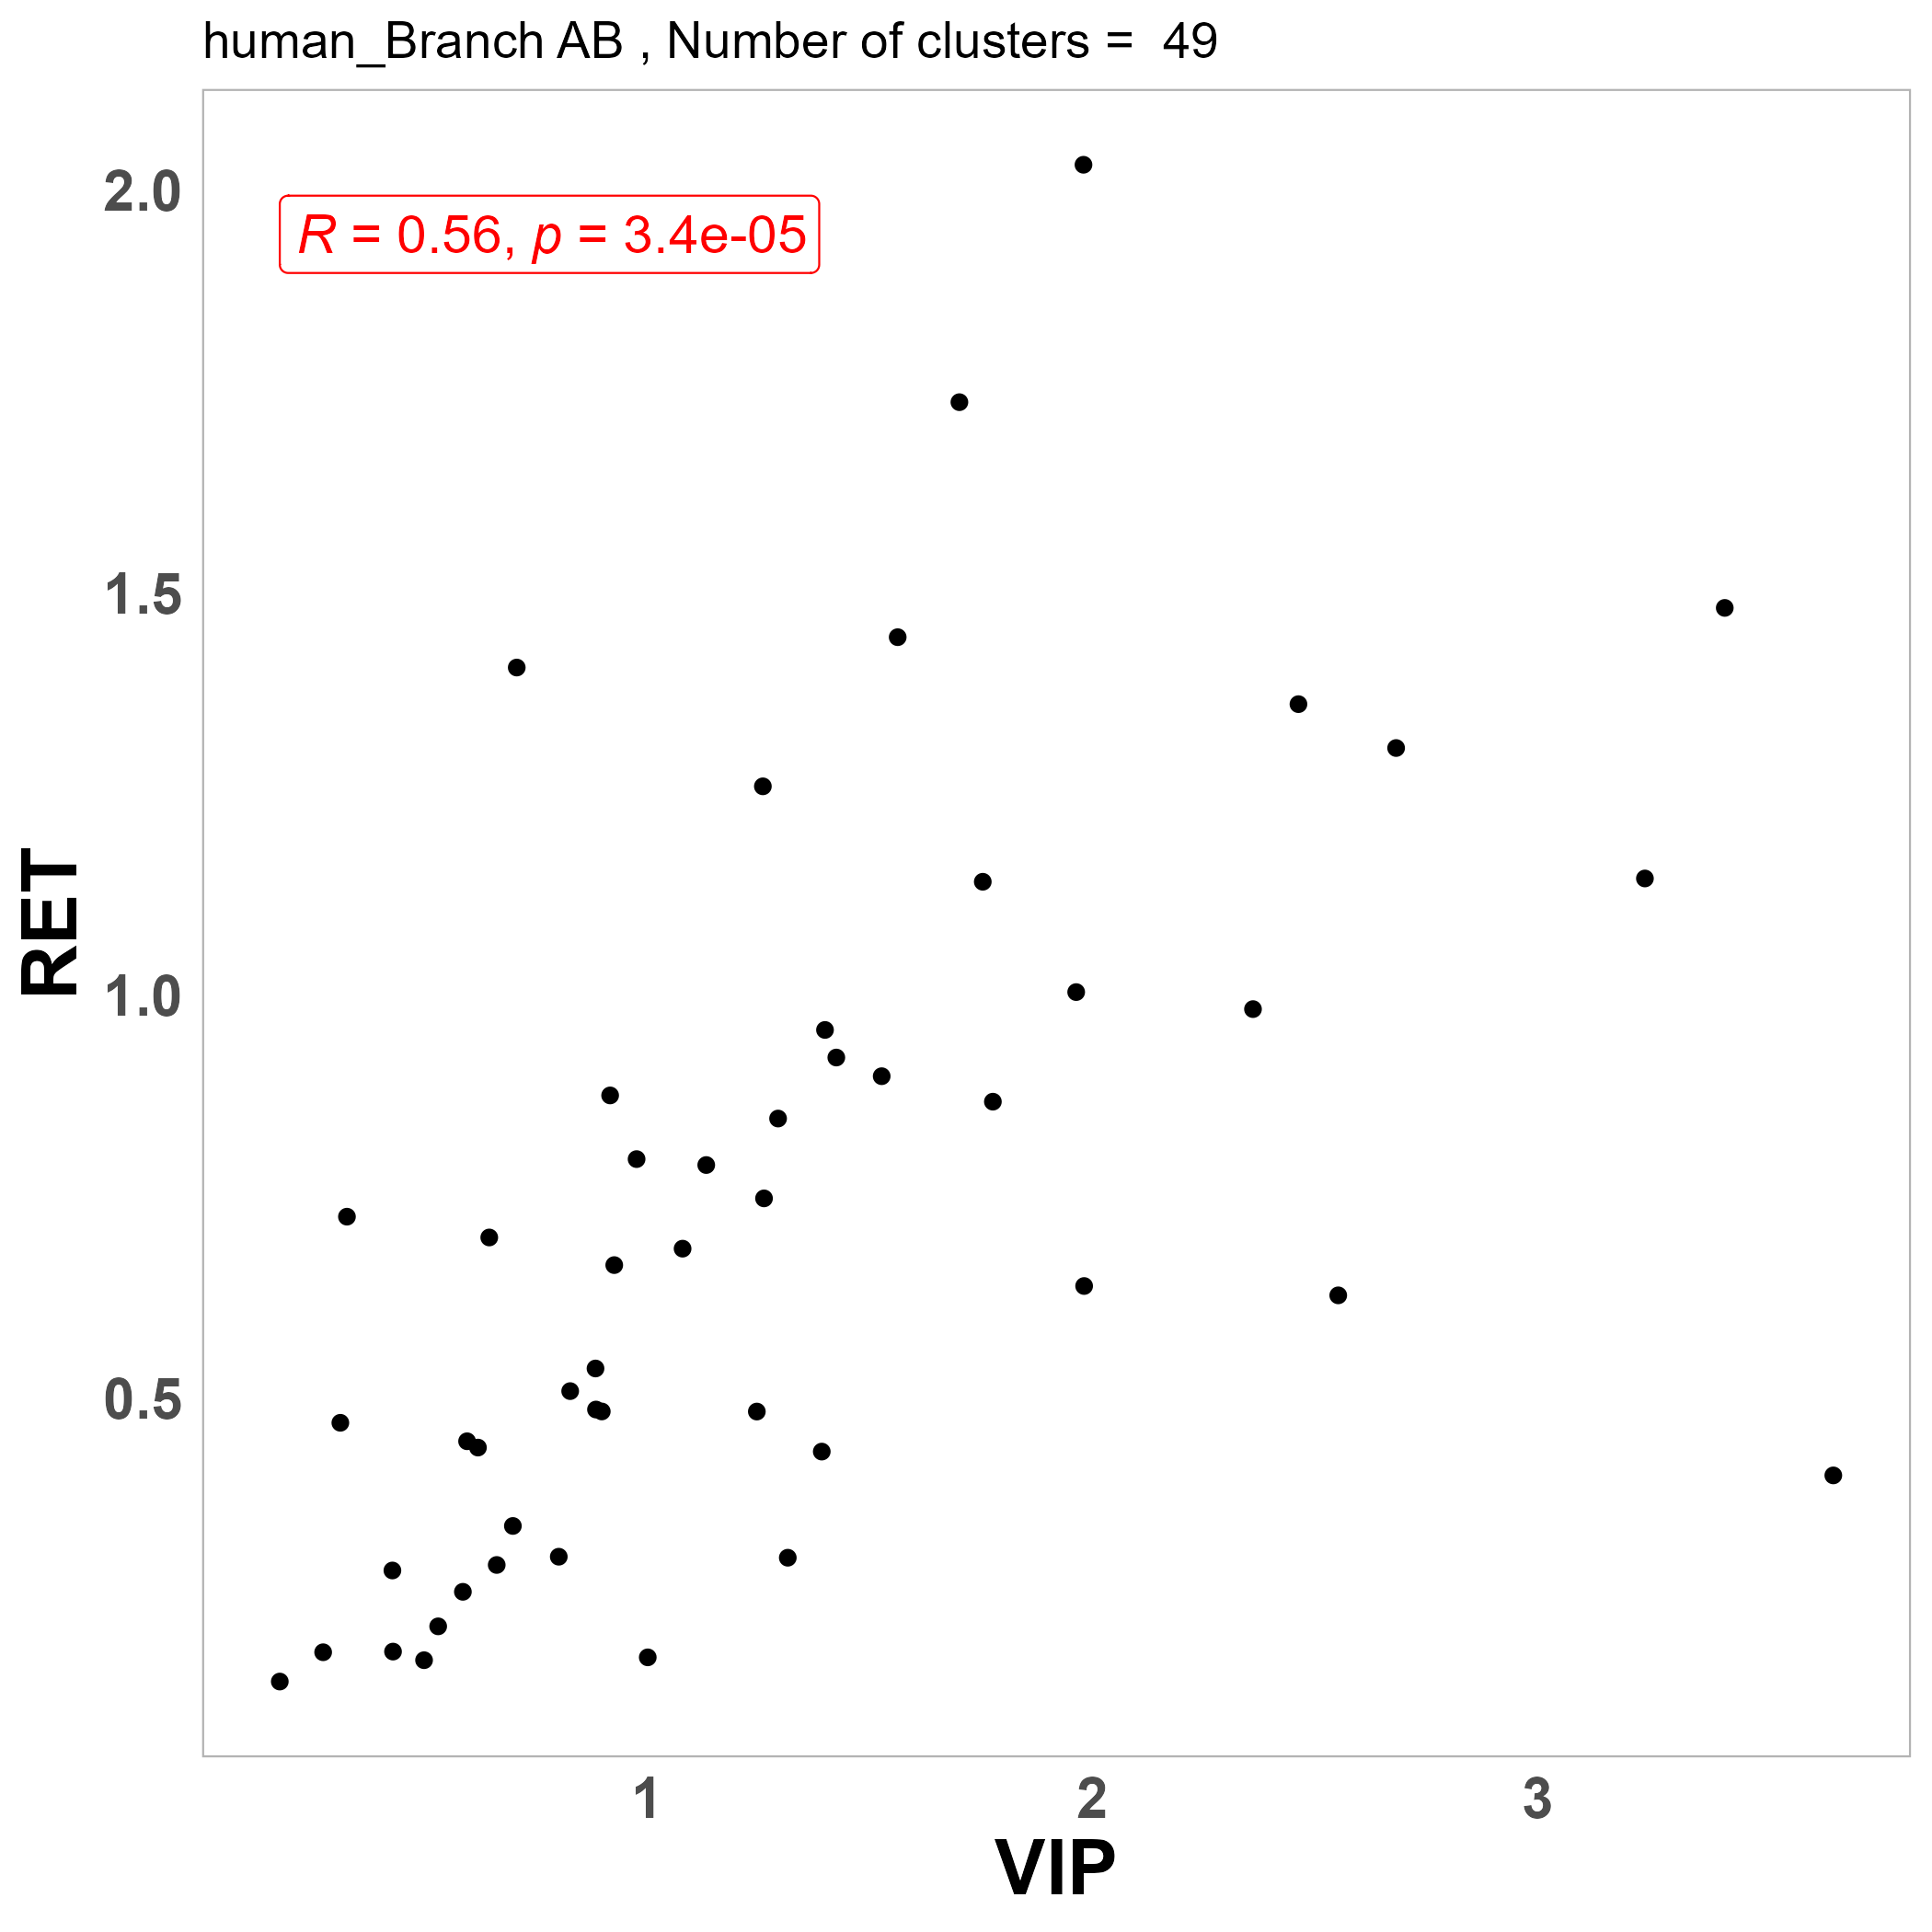 human_Branch AB , Number of clusters =  49
R = 0.56, p = 3.4e-05
2.0
1.5
1.0
0.5
RET
1 2 3
VIP